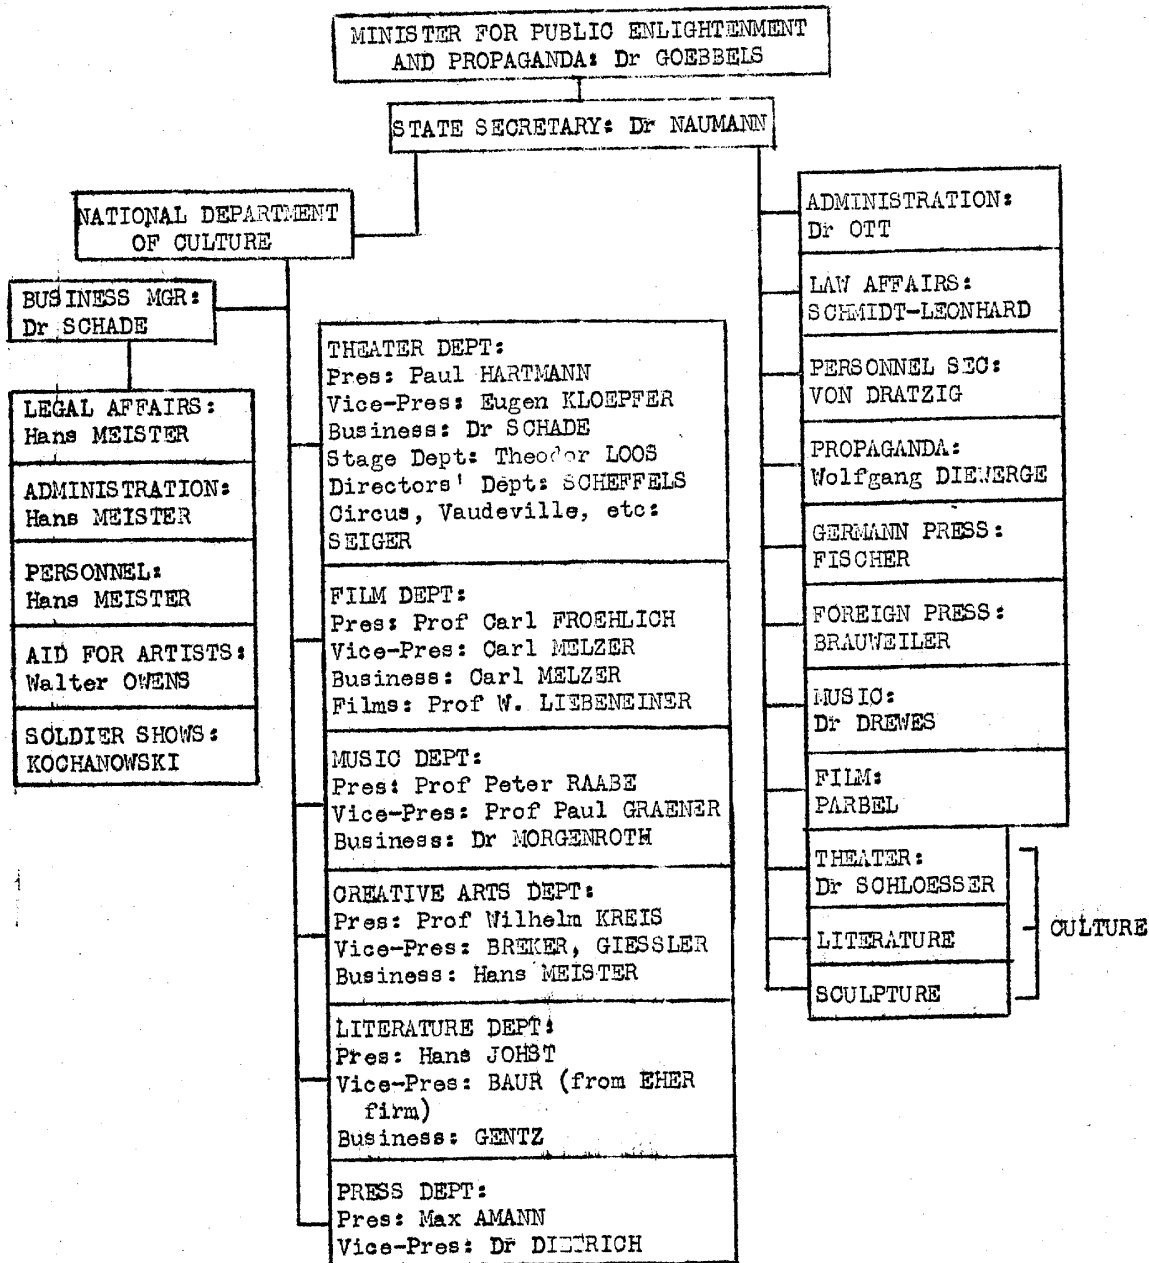 MINISTER FOR PUBLIC ENLIGHTENMENT
AND PROPAGANDA: Dr GOEBBELS
STATE SECRETARY: Dr NAUMANN
NATIONAL DEPARTMENT
OF CULTURE
BUSINESS MGR:
Dr SCHADE
LEGAL AFFAIRS:
Hans MEISTER
ADMINISTRATION:
Hans MEISTER
PERSONNEL:
Hans MEISTER
AID FOR ARTISTS:
Walter OWENS
SOLDIER SHOWS:
KOCHANOWSKI
THEATER DEPT:
Pres: Paul HARTMANN
Vice-Pres: Eugen KLOEPFER
Business: Dr SCHADE
Stage Dept: Theodor LOOS
Directors' Dept: SCHEFFELS
Circus, Vaudeville, etc:
SEIGER
FILM DEPT:
Pres: Prof Carl FROEHLICH
Vice-Pres: Carl MELZER
Business: Carl MELZER
Films: Prof W. LIEBENEINER
MUSIC DEPT:
Pres: Prof Peter RAABE
Vice-Pres: Prof Paul GRAENER
Business: Dr MORGENROTH
CREATIVE ARTS DEPT:
Pres: Prof Wilhelm KREIS
Vice-Pres: BREKER, GIESSLER
Business: Hans MEISTER
LITERATURE DEPT:
Pres: Hans JOHST
Vice-Pres: BAUR (from EHER
firm)
Business: GENTZ
PRESS DEPT:
Pres: Max AMANN
Vice-Pres: Dr DIETRICH
ADMINISTRATION:
Dr OTT
LAW AFFAIRS:
SCHMIDT-LEONHARD
PERSONNEL SEC:
VON DRATZIG
PROPAGANDA:
Wolfgang DIEWERGE
GERMANN PRESS:
FISCHER
FOREIGN PRESS:
BRAUWEILER
MUSIC:
Dr DREWES
FILM:
PARBEL
THEATER:
Dr SCHLOESSER
LITERATURE
SCULPTURE
CULTURE